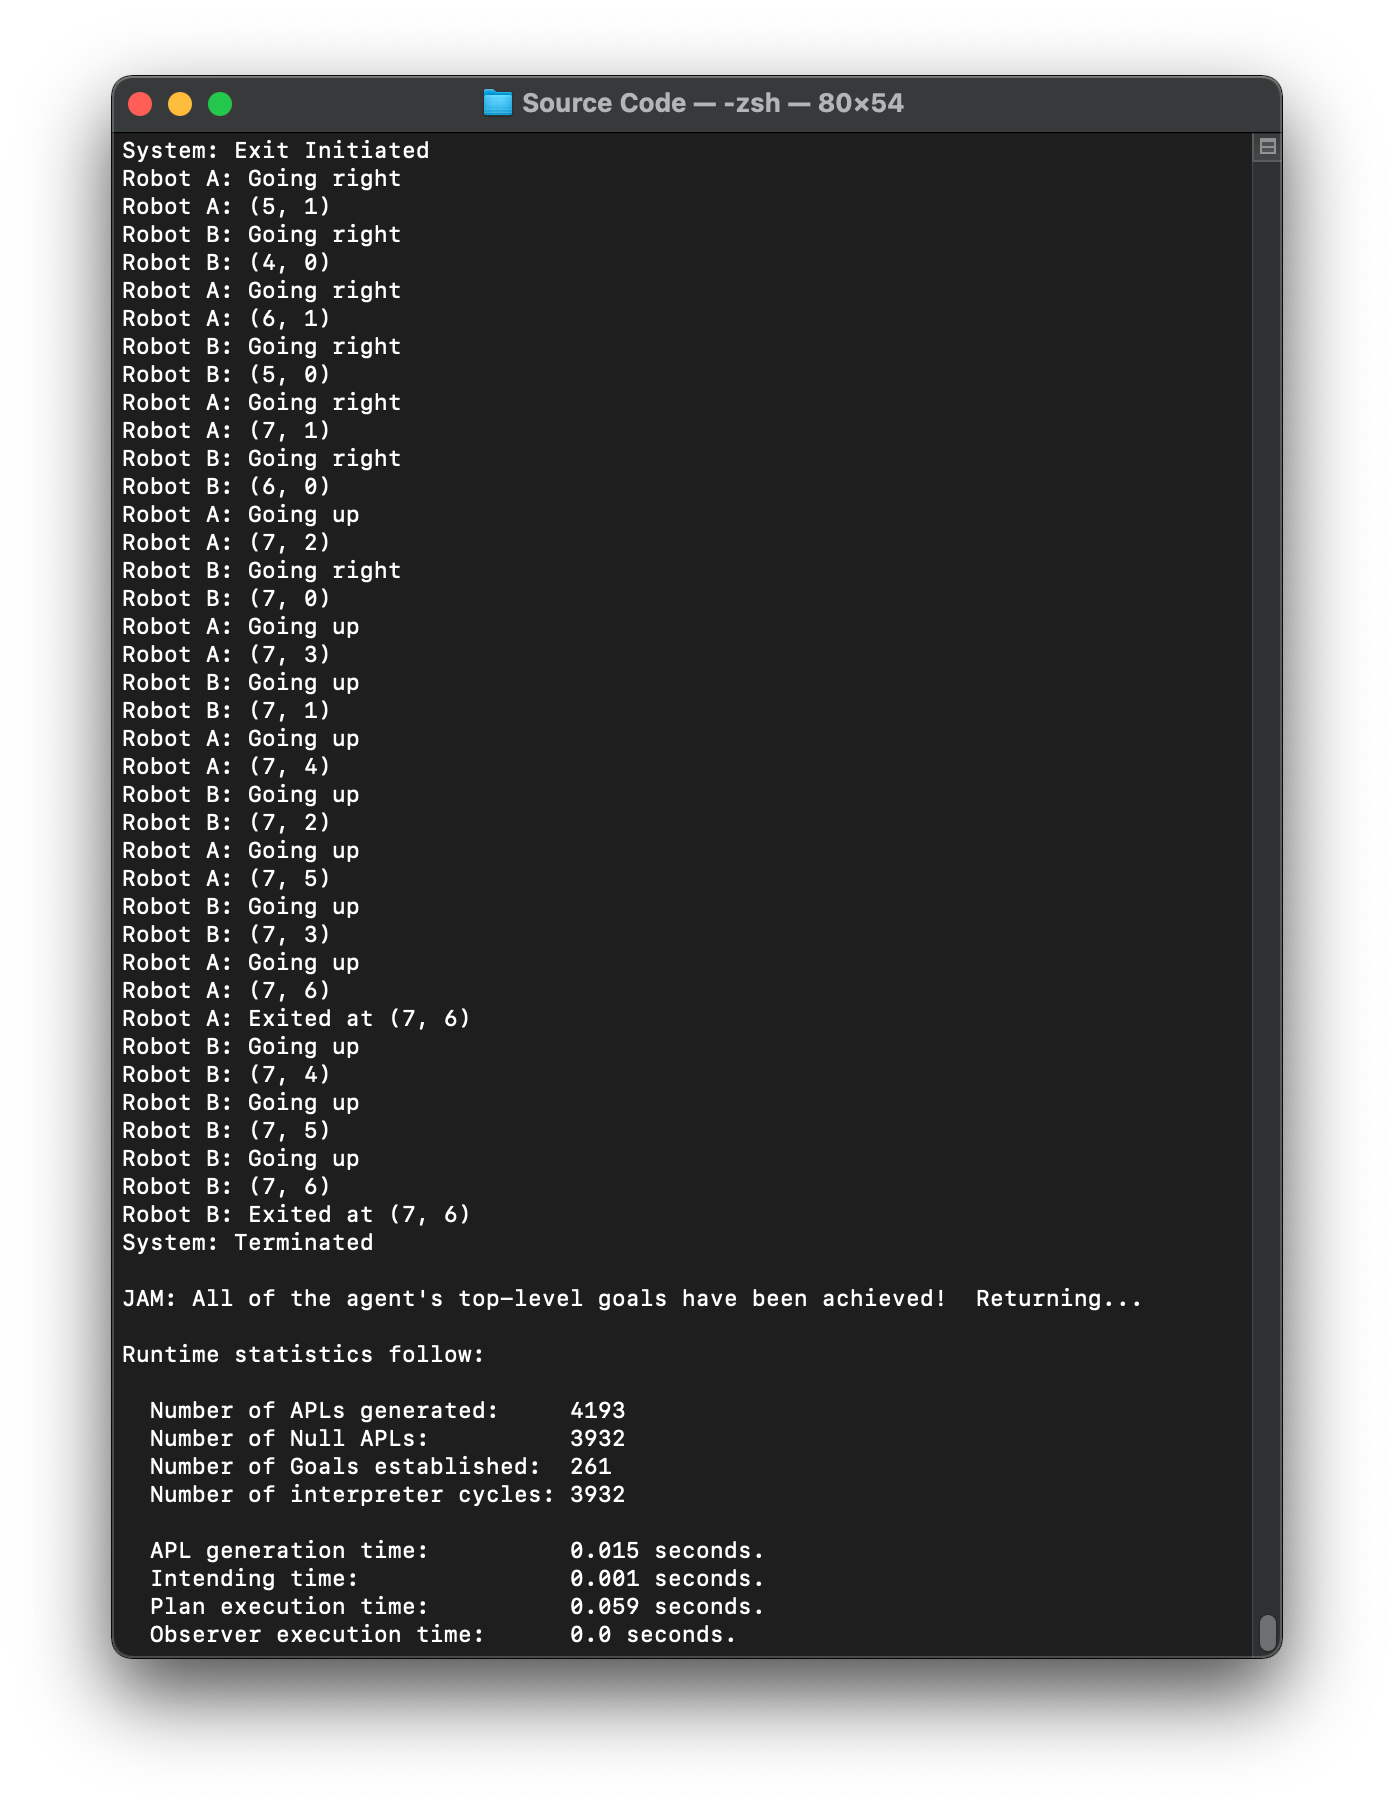 Source Code — -zsh — 80×54
System: Exit Initiated
Robot A: Going right
Robot A: (5, 1)
Robot B: Going right
Robot B: (4, 0)
Robot A: Going right
Robot A: (6, 1)
Robot B: Going right
Robot B: (5, 0)
Robot A: Going right
Robot A: (7, 1)
Robot B: Going right
Robot B: (6, 0)
Robot A: Going up
Robot A: (7, 2)
Robot B: Going right
Robot B: (7, 0)
Robot A: Going up
Robot A: (7, 3)
Robot B: Going up
Robot B: (7, 1)
Robot A: Going up
Robot A: (7, 4)
Robot B: Going up
Robot B: (7, 2)
Robot A: Going up
Robot A: (7, 5)
Robot B: Going up
Robot B: (7, 3)
Robot A: Going up
Robot A: (7, 6)
Robot A: Exited at (7, 6)
Robot B: Going up
Robot B: (7, 4)
Robot B: Going up
Robot B: (7, 5)
Robot B: Going up
Robot B: (7, 6)
Robot B: Exited at (7, 6)
System: Terminated

JAM: All of the agent's top-level goals have been achieved!  Returning...

Runtime statistics follow:

  Number of APLs generated:     4193
  Number of Null APLs:          3932
  Number of Goals established:  261
  Number of interpreter cycles: 3932

  APL generation time:          0.015 seconds.
  Intending time:               0.001 seconds.
  Plan execution time:          0.059 seconds.
  Observer execution time:      0.0 seconds.